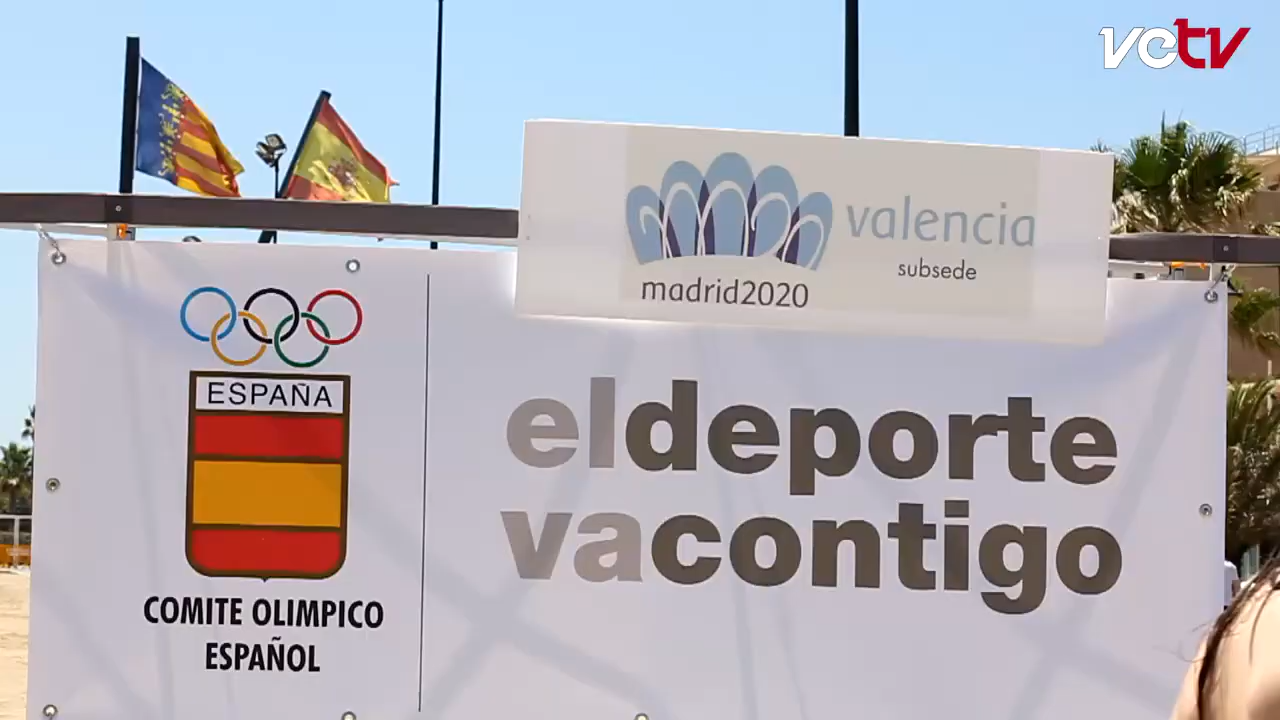 vctv
valencia
subsede
madrid2020
ESPAÑA
eldeporte
vacontigo
COMITE OLIMPICO
ESPAÑOL